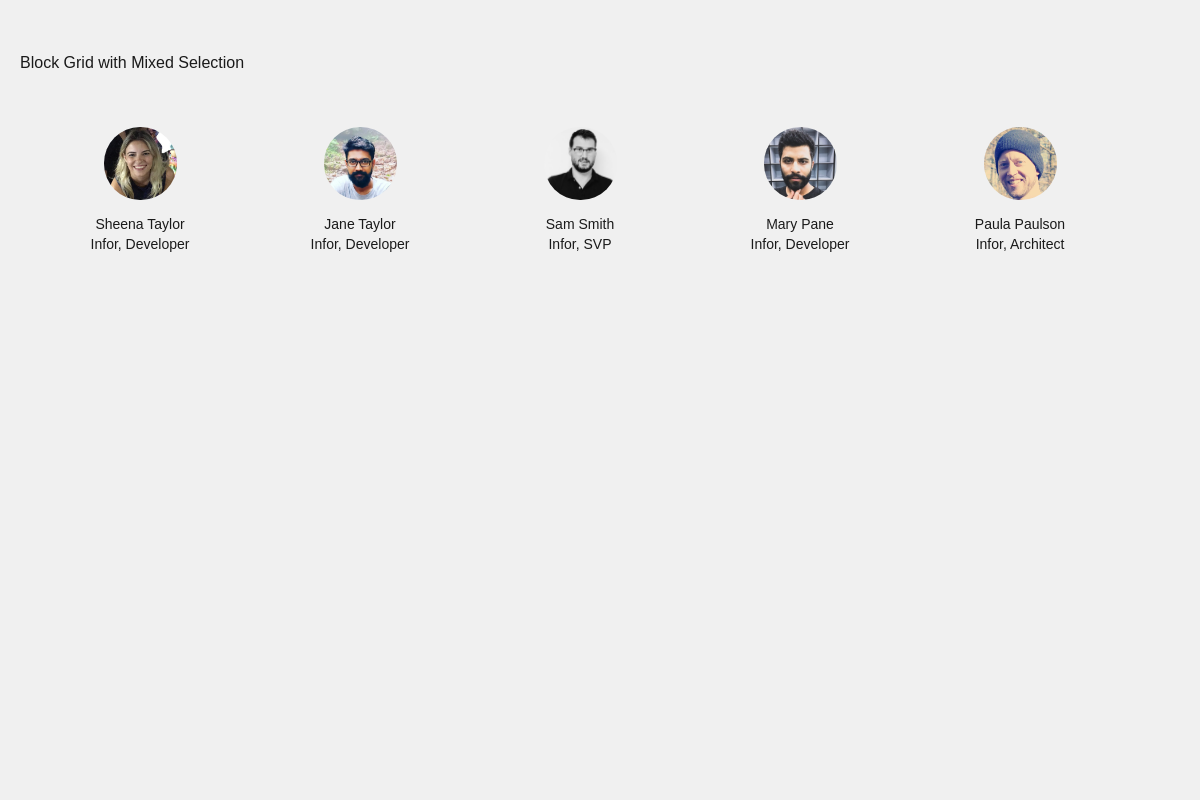 Block Grid with Mixed Selection
Sheena Taylor
Infor, Developer
Jane Taylor
Infor, Developer
Sam Smith
Infor, SVP
Mary Pane
Infor, Developer
Paula Paulson
Infor, Architect